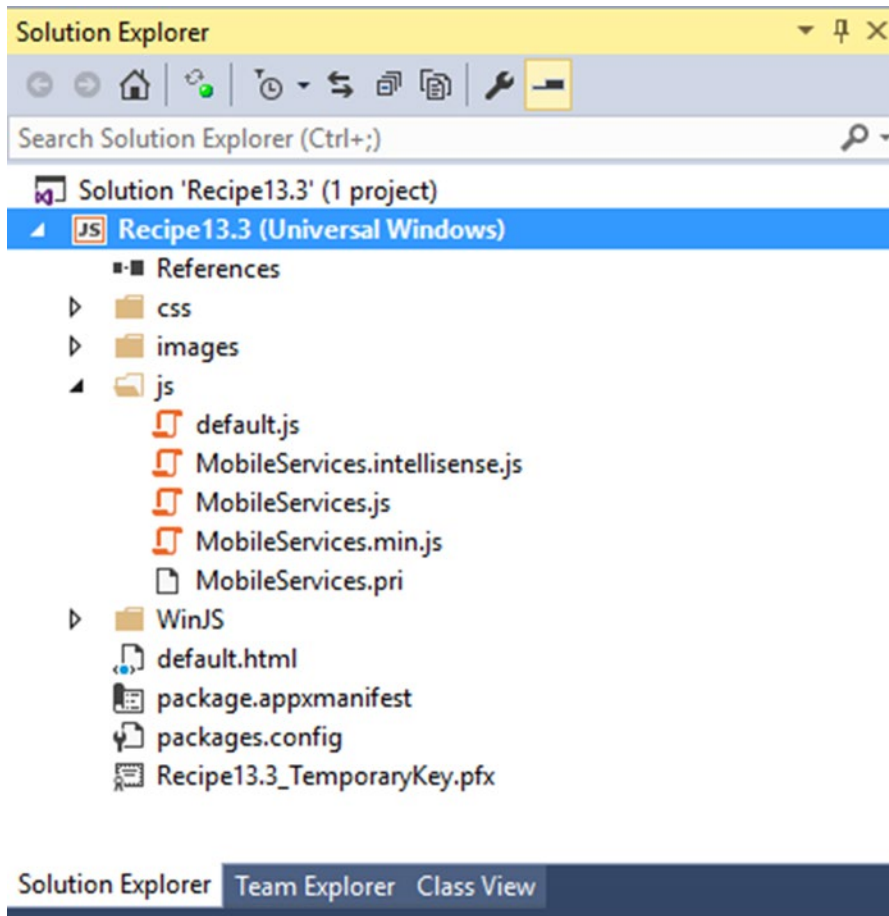 Solution Explorer
Search Solution Explorer (Ctrl+;)
Solution 'Recipe13.3' (1 project)
JS Recipe13.3 (Universal Windows)
References
css
images
js
default.js
MobileServices.intellisense.js
MobileServices.js
MobileServices.min.js
MobileServices.pri
WinJS
default.html
package.appxmanifest
packages.config
Recipe13.3_TemporaryKey.pfx
Solution Explorer Team Explorer Class View